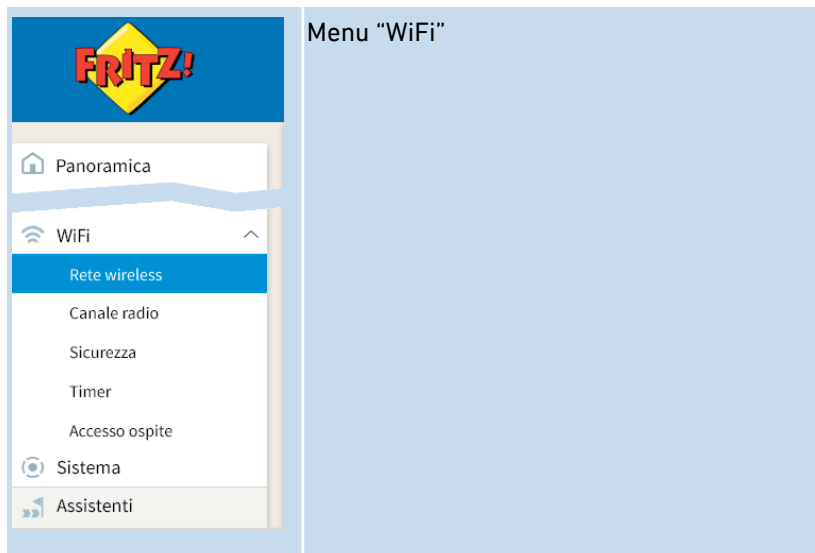 FRITZ!
Menu “WiFi”
Panoramica
WiFi
Rete wireless
Canale radio
Sicurezza
Timer
Accesso ospite
Sistema
Assistenti